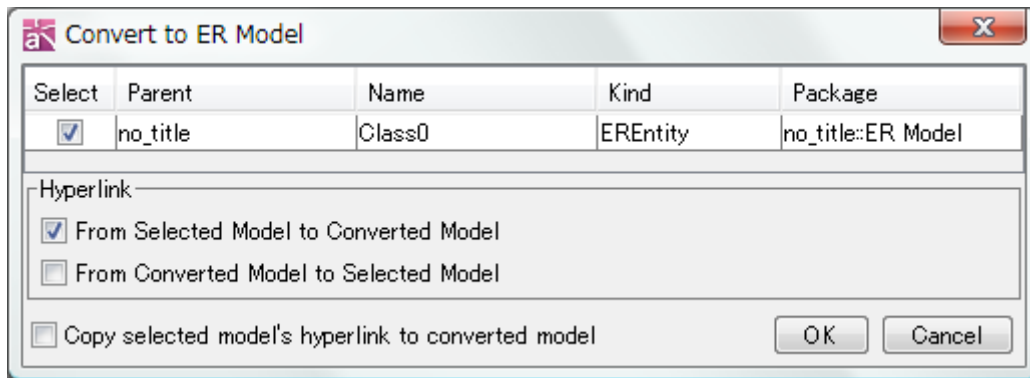 Convert to ER Model
Select Parent Name Kind Package
no_title Class0 EREntity no_title::ER Model
Hyperlink
From Selected Model to Converted Model
From Converted Model to Selected Model
Copy selected model's hyperlink to converted model OK Cancel